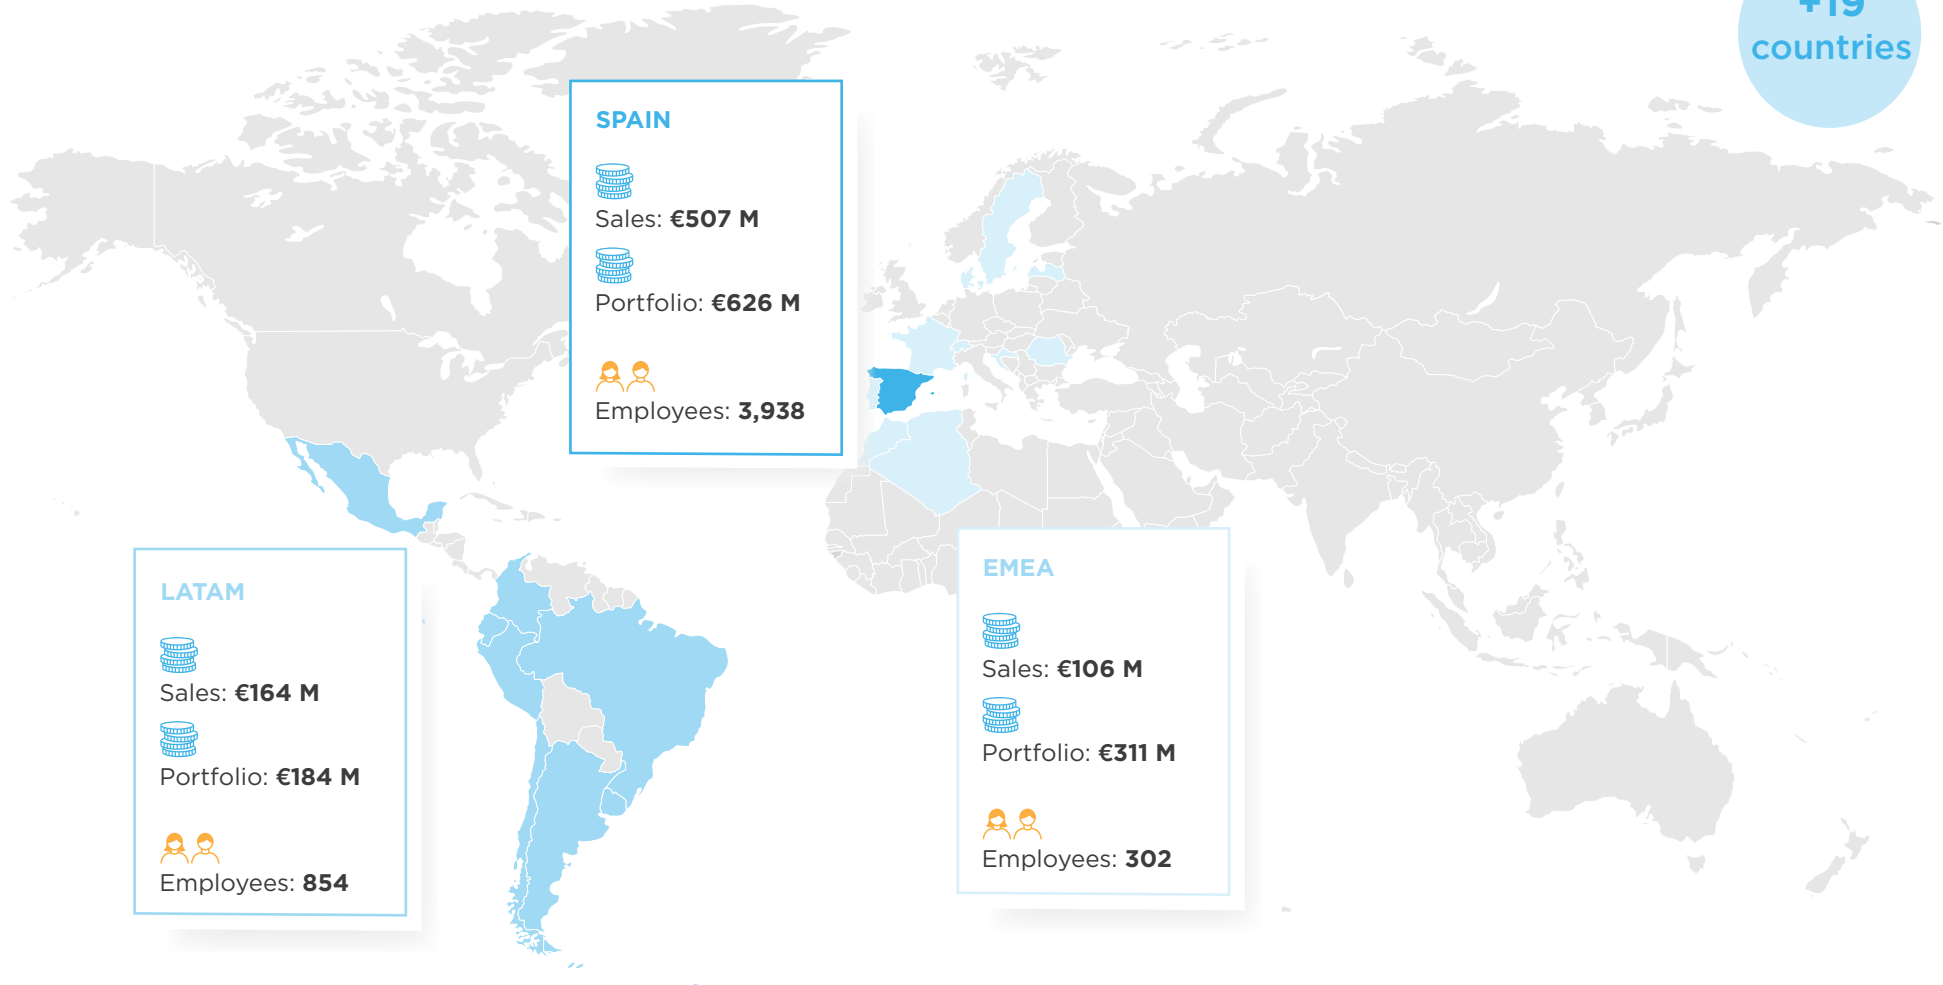 +19
countries
SPAIN
Sales: €507 M
Portfolio: €626 M
Employees: 3,938
LATAM
Sales: €164 M
Portfolio: €184 M
Employees: 854
EMEA
Sales: €106 M
Portfolio: €311 M
Employees: 302